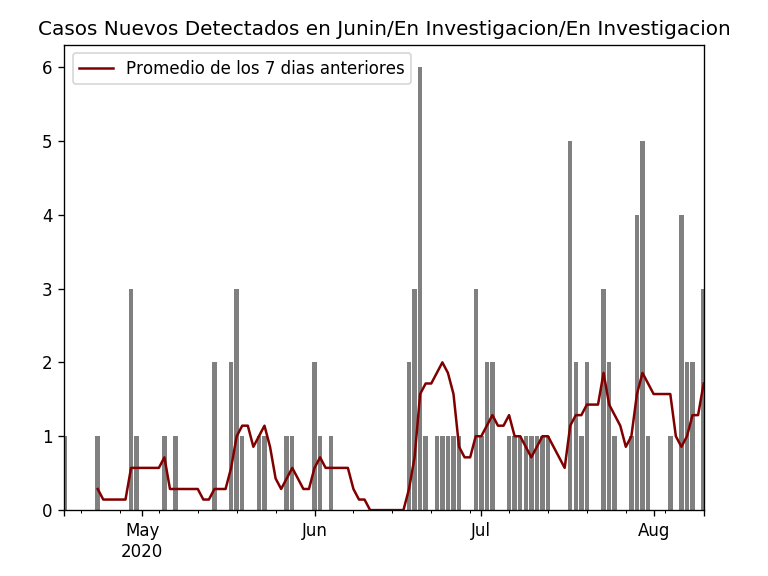 Casos Nuevos Detectados en Junin/En Investigacion/En Investigacion
Promedio de los 7 dias anteriores
6
5
4
3
2
1
0
May Jun Jul Aug
2020